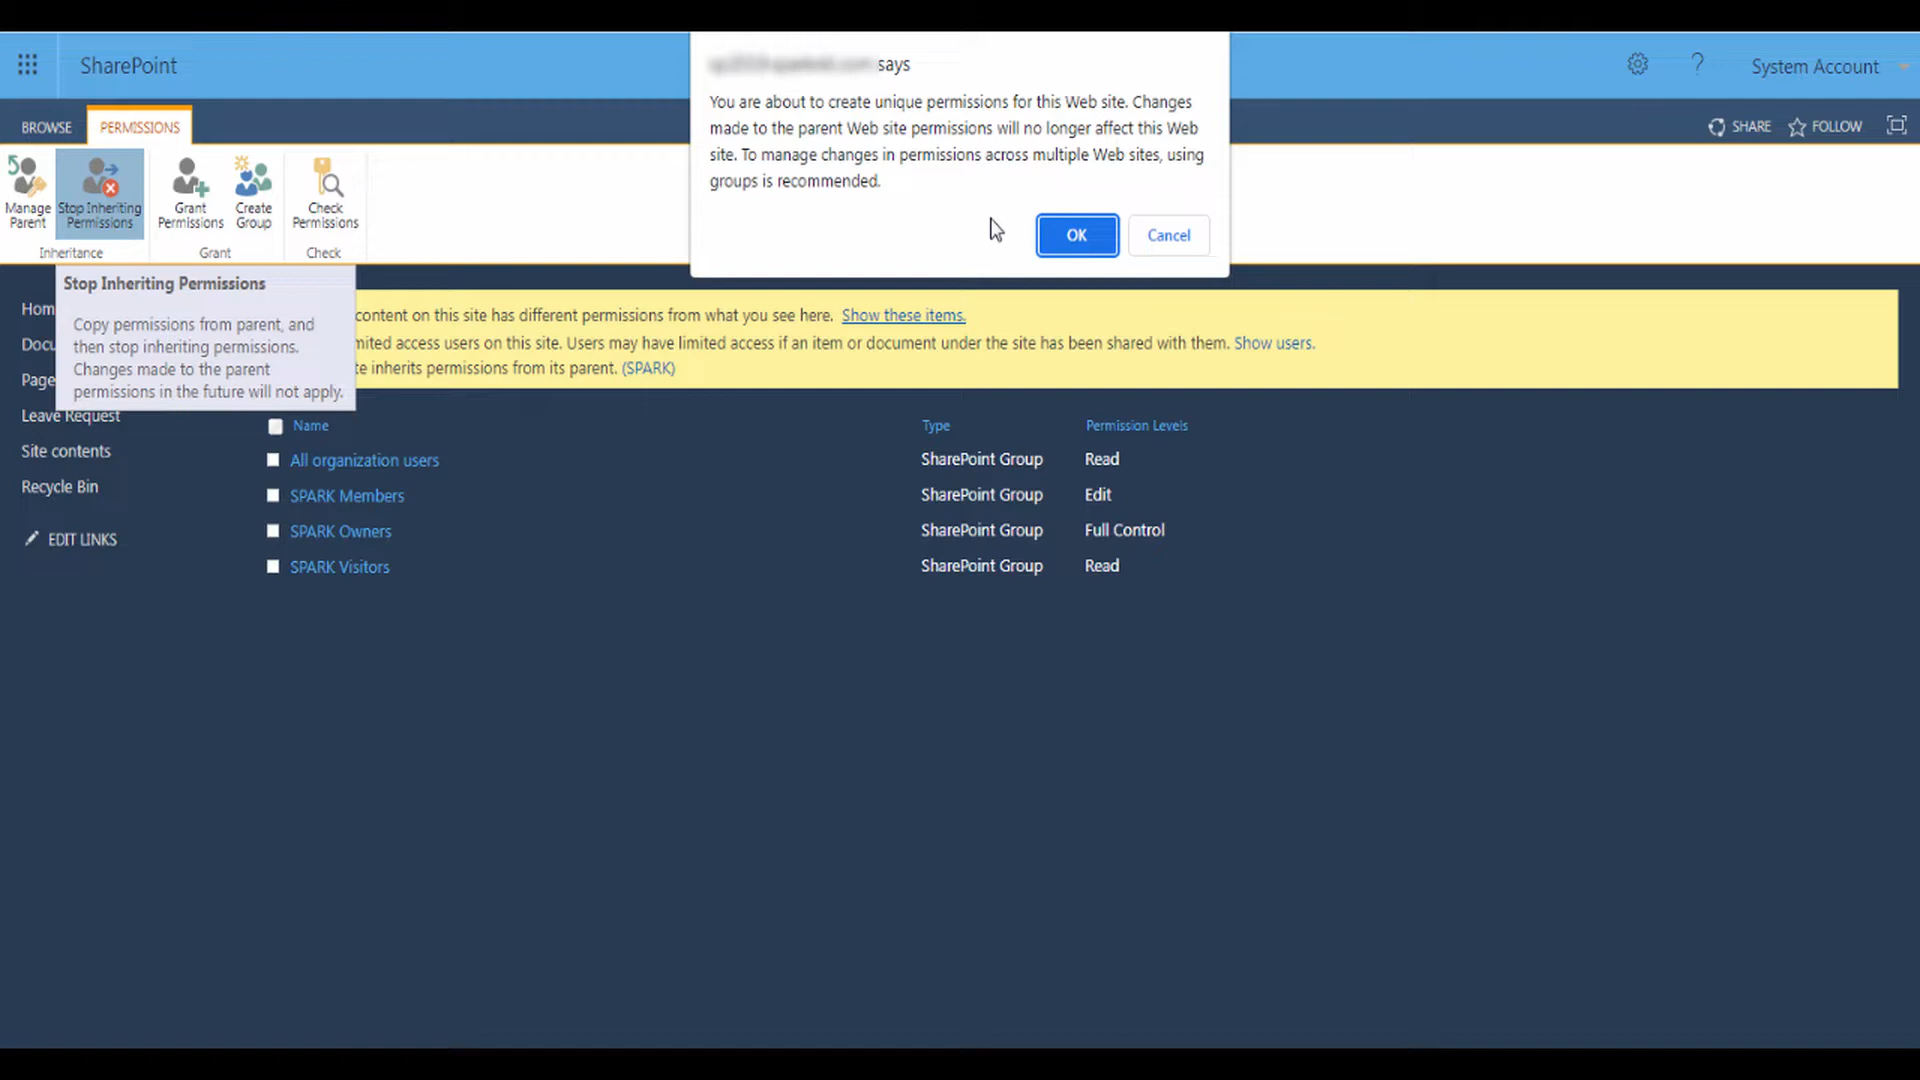 SharePoint
says
System Account
You are about to create unique permissions for this Web site. Changes
made to the parent Web site permissions will no longer affect this Web
site. To manage changes in permissions across multiple Web sites, using
groups is recommended.
OK
Cancel
BROWSE
PERMISSIONS
SHARE
FOLLOW
Manage
Parent
Stop Inheriting
Permissions
Inheritance
Grant
Permissions
Create
Group
Grant
Check
Permissions
Check
Stop Inheriting Permissions
Copy permissions from parent, and
then stop inheriting permissions.
Changes made to the parent
permissions in the future will not apply.
content on this site has different permissions from what you see here. Show these items.
access users on this site. Users may have limited access if an item or document under the site has been shared with them. Show users.
inherits permissions from its parent. (SPARK)
Leave Request
Site contents
Recycle Bin
EDIT LINKS
Name
Type
Permission Levels
All organization users
SharePoint Group
Read
SPARK Members
SharePoint Group
Edit
SPARK Owners
SharePoint Group
Full Control
SPARK Visitors
SharePoint Group
Read